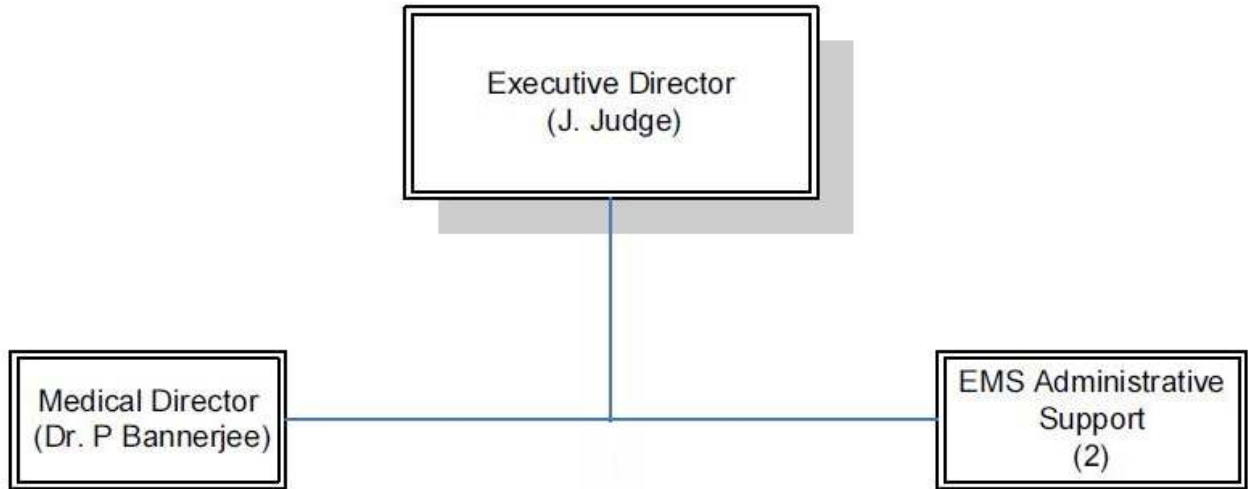 Executive Director
(J. Judge)
Medical Director
(Dr. P Bannerjee)
EMS Administrative
Support
(2)